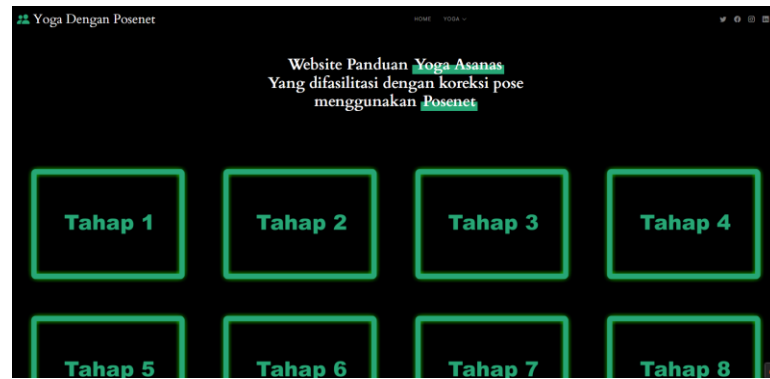 Yoga Dengan Posenet
HOME YOGA
Website Panduan Yoga Asanas
Yang difasilitasi dengan koreksi pose
menggunakan Posenet
Tahap 1 Tahap 2 Tahap 3 Tahap 4
Tahap 5 Tahap 6 Tahap 7 Tahap 8